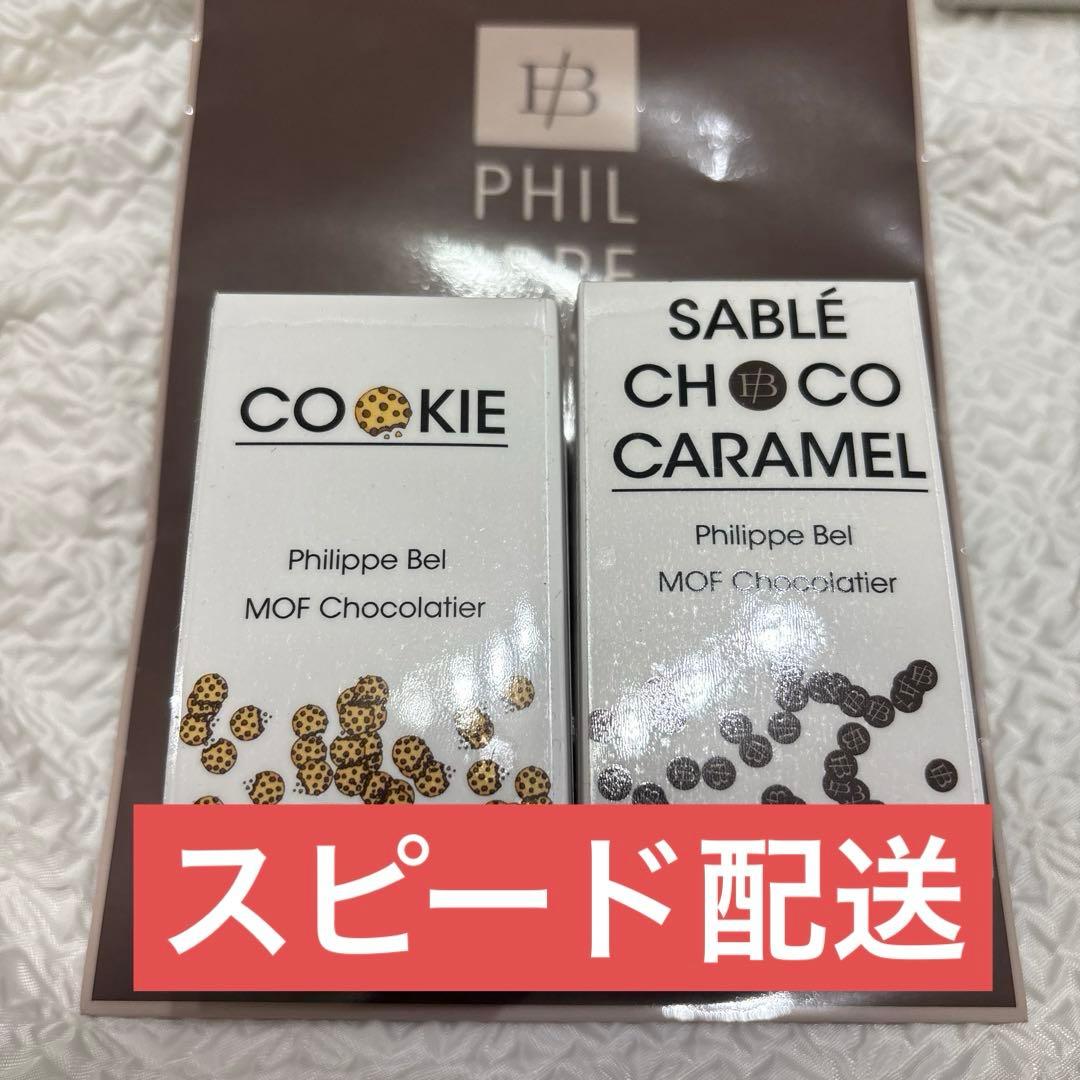 PHIL
COOKIE
Philippe Bel
MOF Chocolatier
SABLÉ
CHOCO
CARAMEL
Philippe Bel
MOF Chocolatier
スピード配送